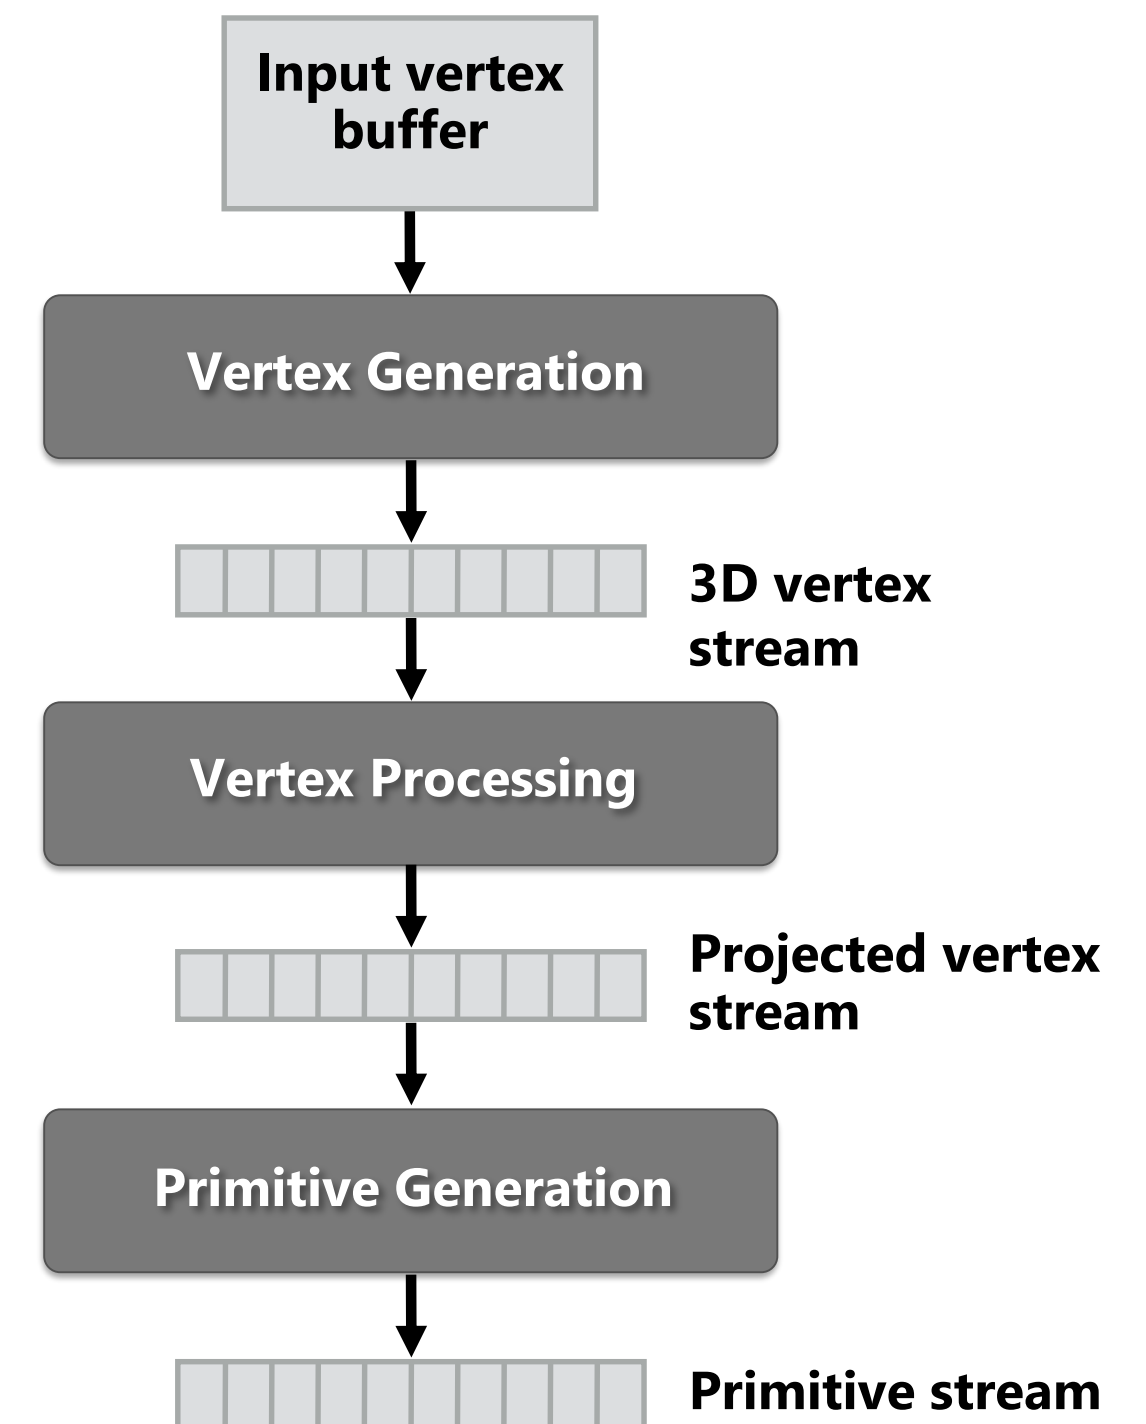 Input vertex
buffer
Vertex Generation
3D vertex
stream
Vertex Processing
Projected vertex
stream
Primitive Generation
Primitive stream